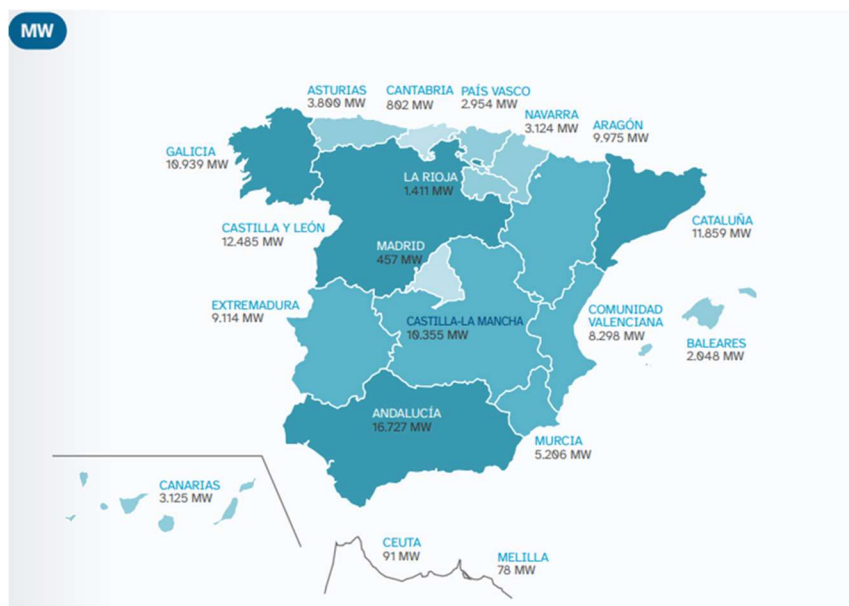 MW
ASTURIAS
3.800 MW
CANTABRIA
802 MW
PAÍS VASCO
2.954 MW
NAVARRA
3.124 MW
ARAGÓN
9.975 MW
GALICIA
10.939 MW
LA RIOJA
1.411 MW
CASTILLA Y LEÓN
12.485 MW
CATALUÑA
11.859 MW
MADRID
457 MW
EXTREMADURA
9.114 MW
CASTILLA-LA MANCHA
10.355 MW
COMUNIDAD
VALENCIANA
8.298 MW
BALEARES
2.048 MW
ANDALUCÍA
16.727 MW
MURCIA
5.206 MW
CANARIAS
3.125 MW
CEUTA
91 MW
MELILLA
78 MW